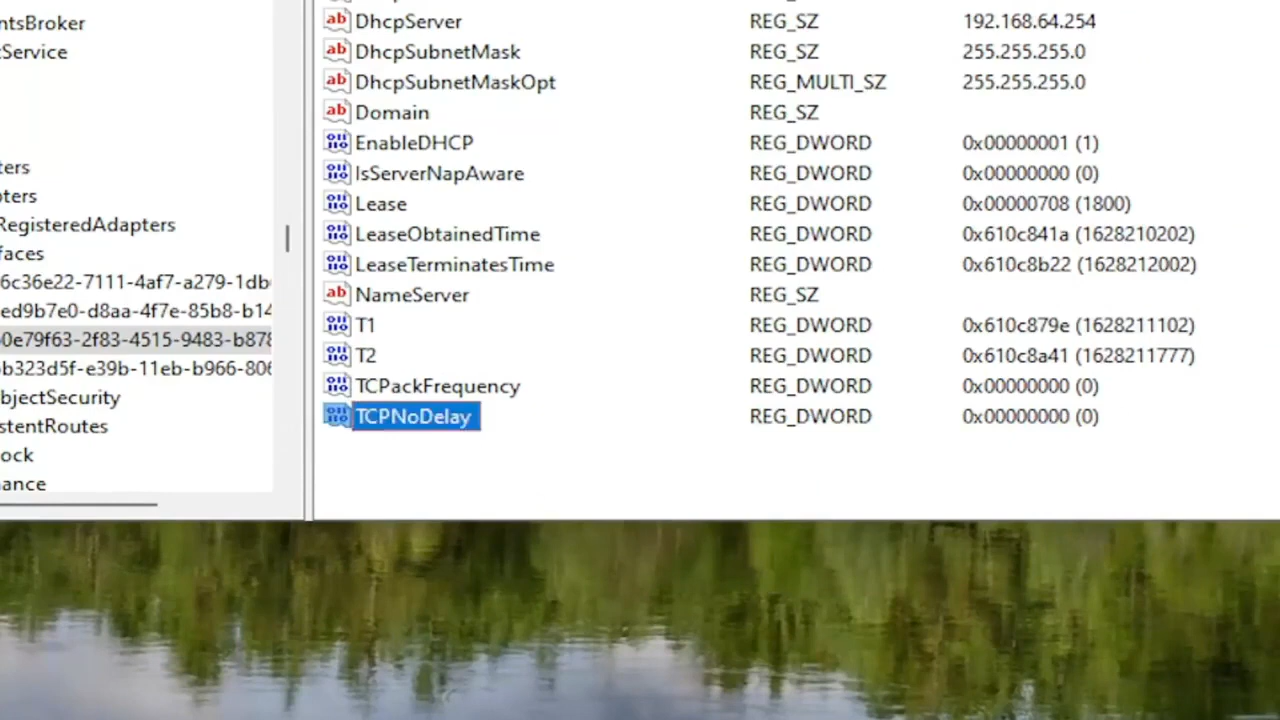 ntsBroker
tService
ters
oters
RegisteredAdapters
faces
6c36e22-7111-4af7-a279-1db
ed9b7e0-d8aa-4f7e-85b8-b14
0e79f63-2f83-4515-9483-b878
b323d5f-e39b-11eb-b966-806
bjectSecurity
stentRoutes
ock
ance
DhcpServer REG_SZ 192.168.64.254
DhcpSubnetMask REG_SZ 255.255.255.0
DhcpSubnetMaskOpt REG_MULTI_SZ 255.255.255.0
Domain REG_SZ
EnableDHCP REG_DWORD 0x00000001 (1)
IsServerNapAware REG_DWORD 0x00000000 (0)
Lease REG_DWORD 0x00000708 (1800)
LeaseObtainedTime REG_DWORD 0x610c841a (1628210202)
LeaseTerminatesTime REG_DWORD 0x610c8b22 (1628212002)
NameServer REG_SZ
T1 REG_DWORD 0x610c879e (1628211102)
T2 REG_DWORD 0x610c8a41 (1628211777)
TCPackFrequency REG_DWORD 0x00000000 (0)
TCPNoDelay REG_DWORD 0x00000000 (0)